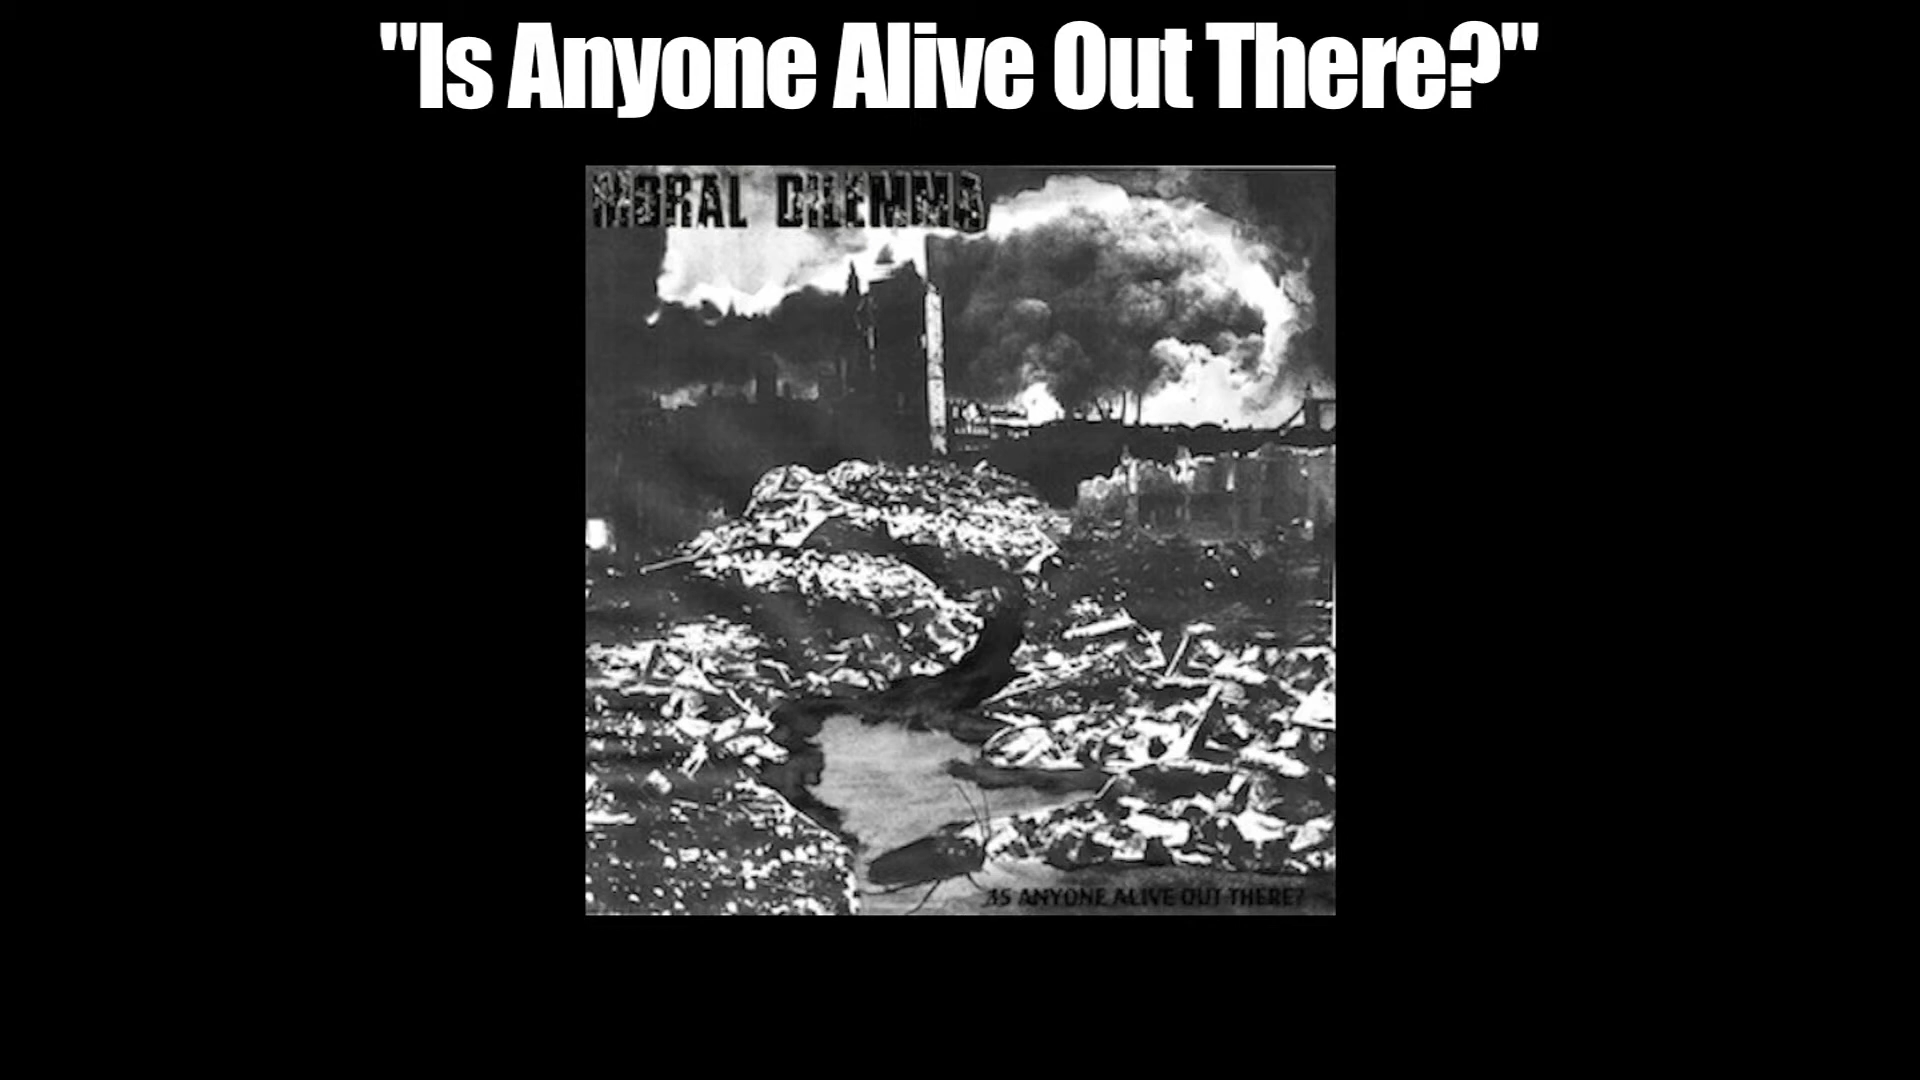 "Is Anyone Alive Out There?"
MORAL DILEMMA
IS ANYONE ALIVE OUT THERE?